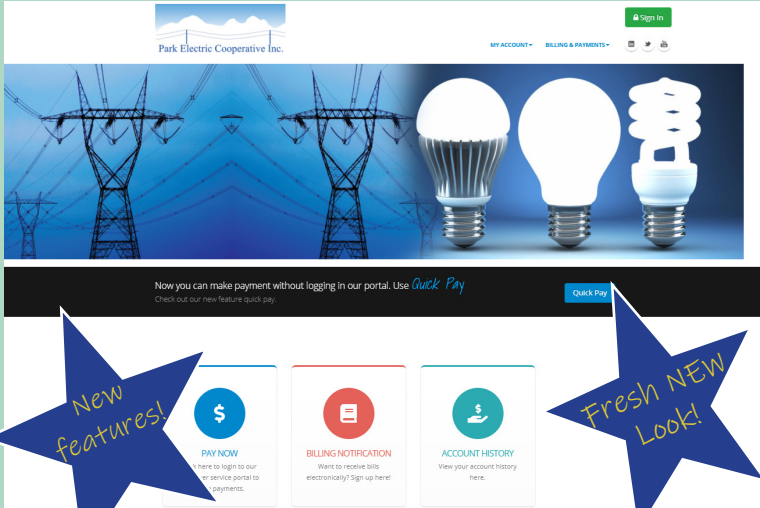 Park Electric Cooperative Inc.
Sign In
MY ACCOUNT
BILLING & PAYMENTS
Now you can make payment without logging in our portal. Use Quick Pay
Check out our new feature quick pay.
Quick Pay
New
features!
Fresh NEW
Look!
PAY NOW
here to login to our
service portal to
payments.
BILLING NOTIFICATION
Want to receive bills
electronically? Sign up here!
ACCOUNT HISTORY
View your account history
here.